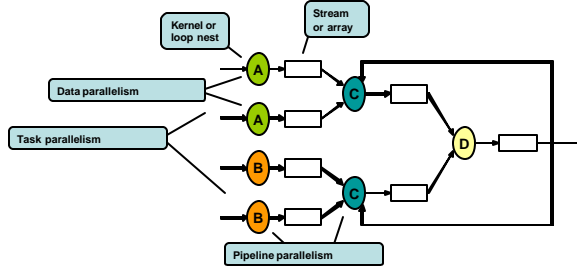 Kernel or
loop nest
Stream
or array
A
Data parallelism
C
A
Task parallelism
D
B
C
B
Pipeline parallelism